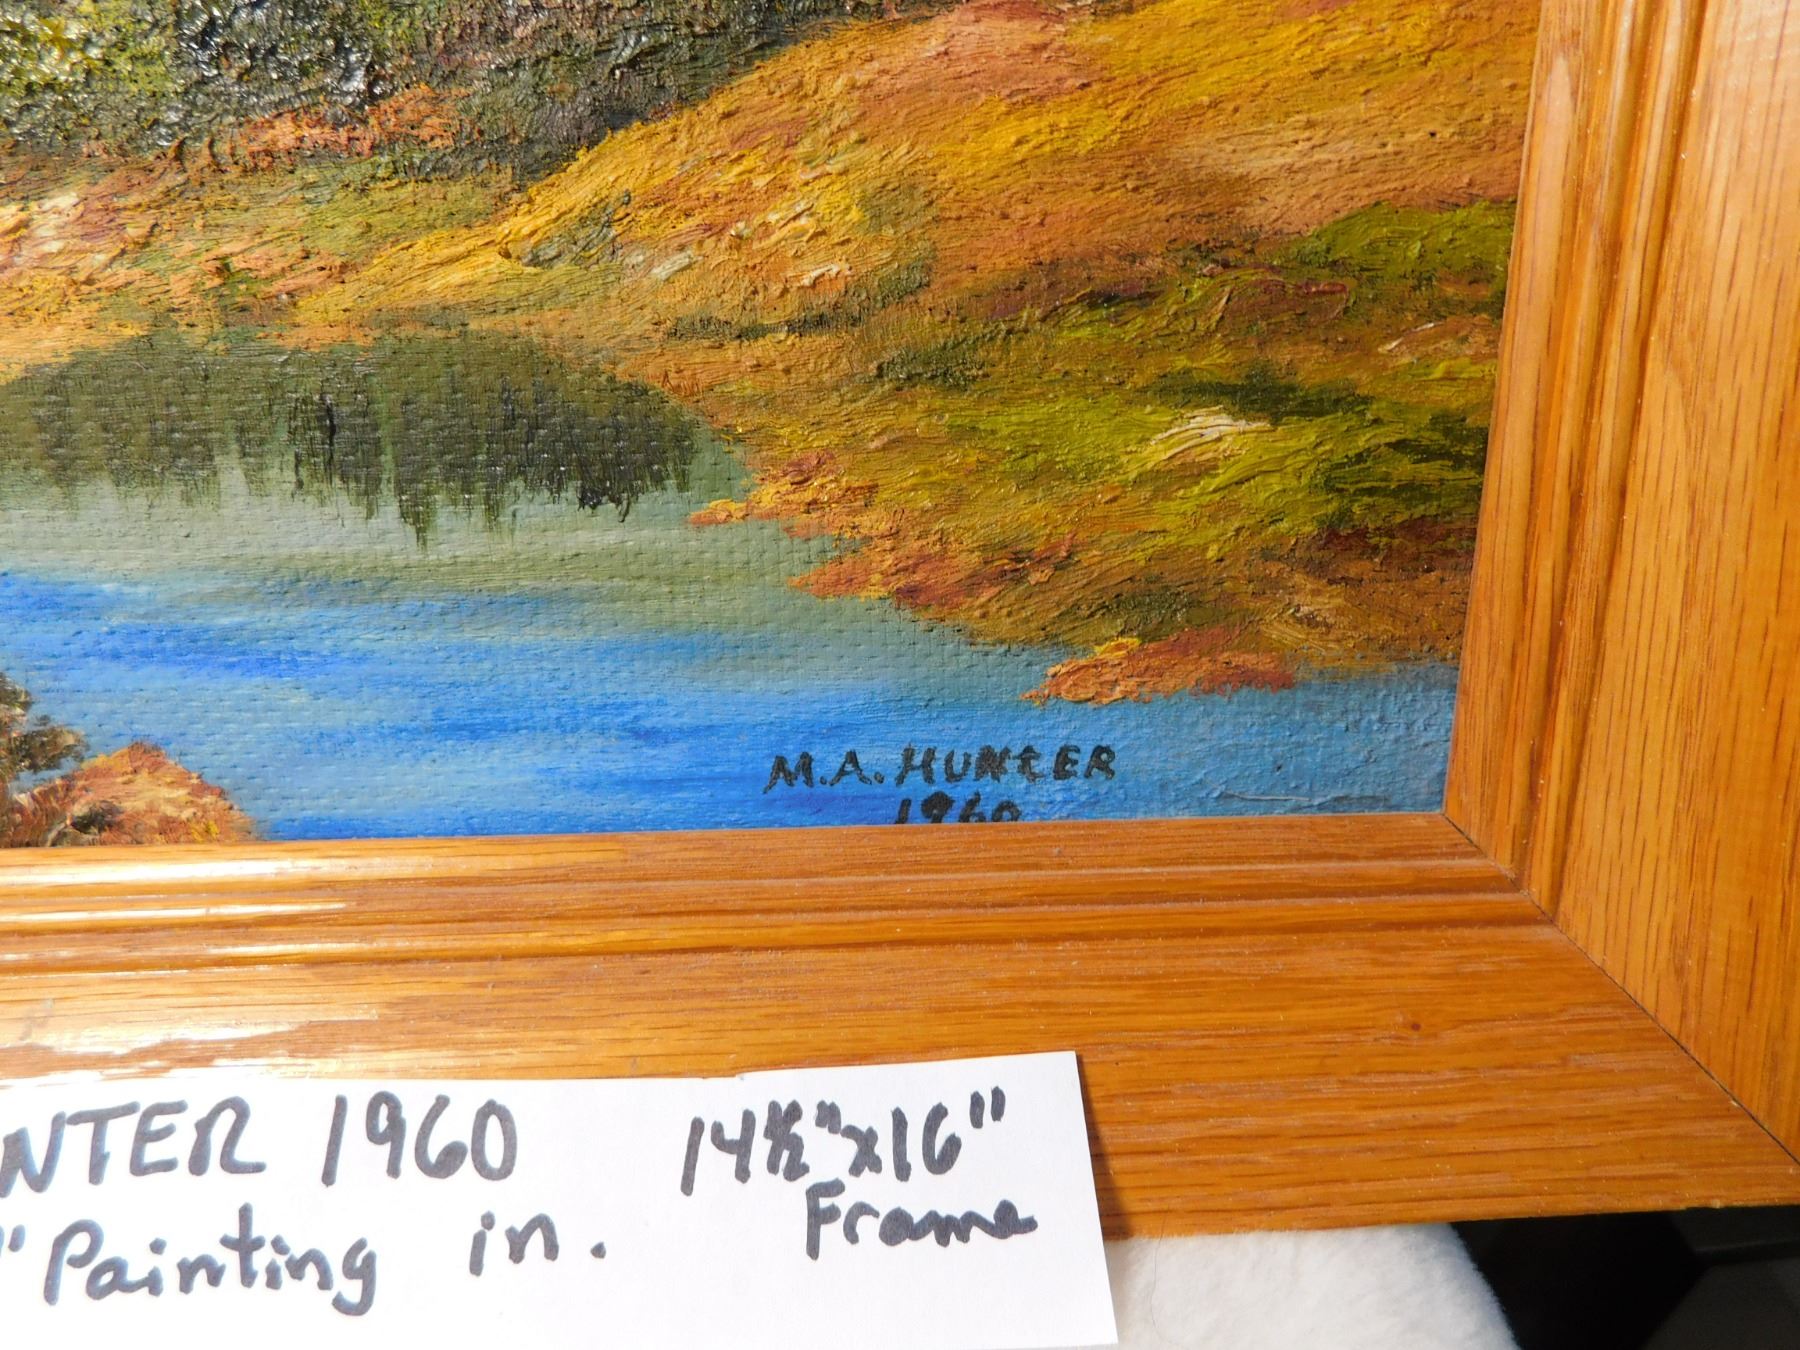 M.A. HUNtER
1960
NTER 1960 14½"x16"
" Painting in. Frame